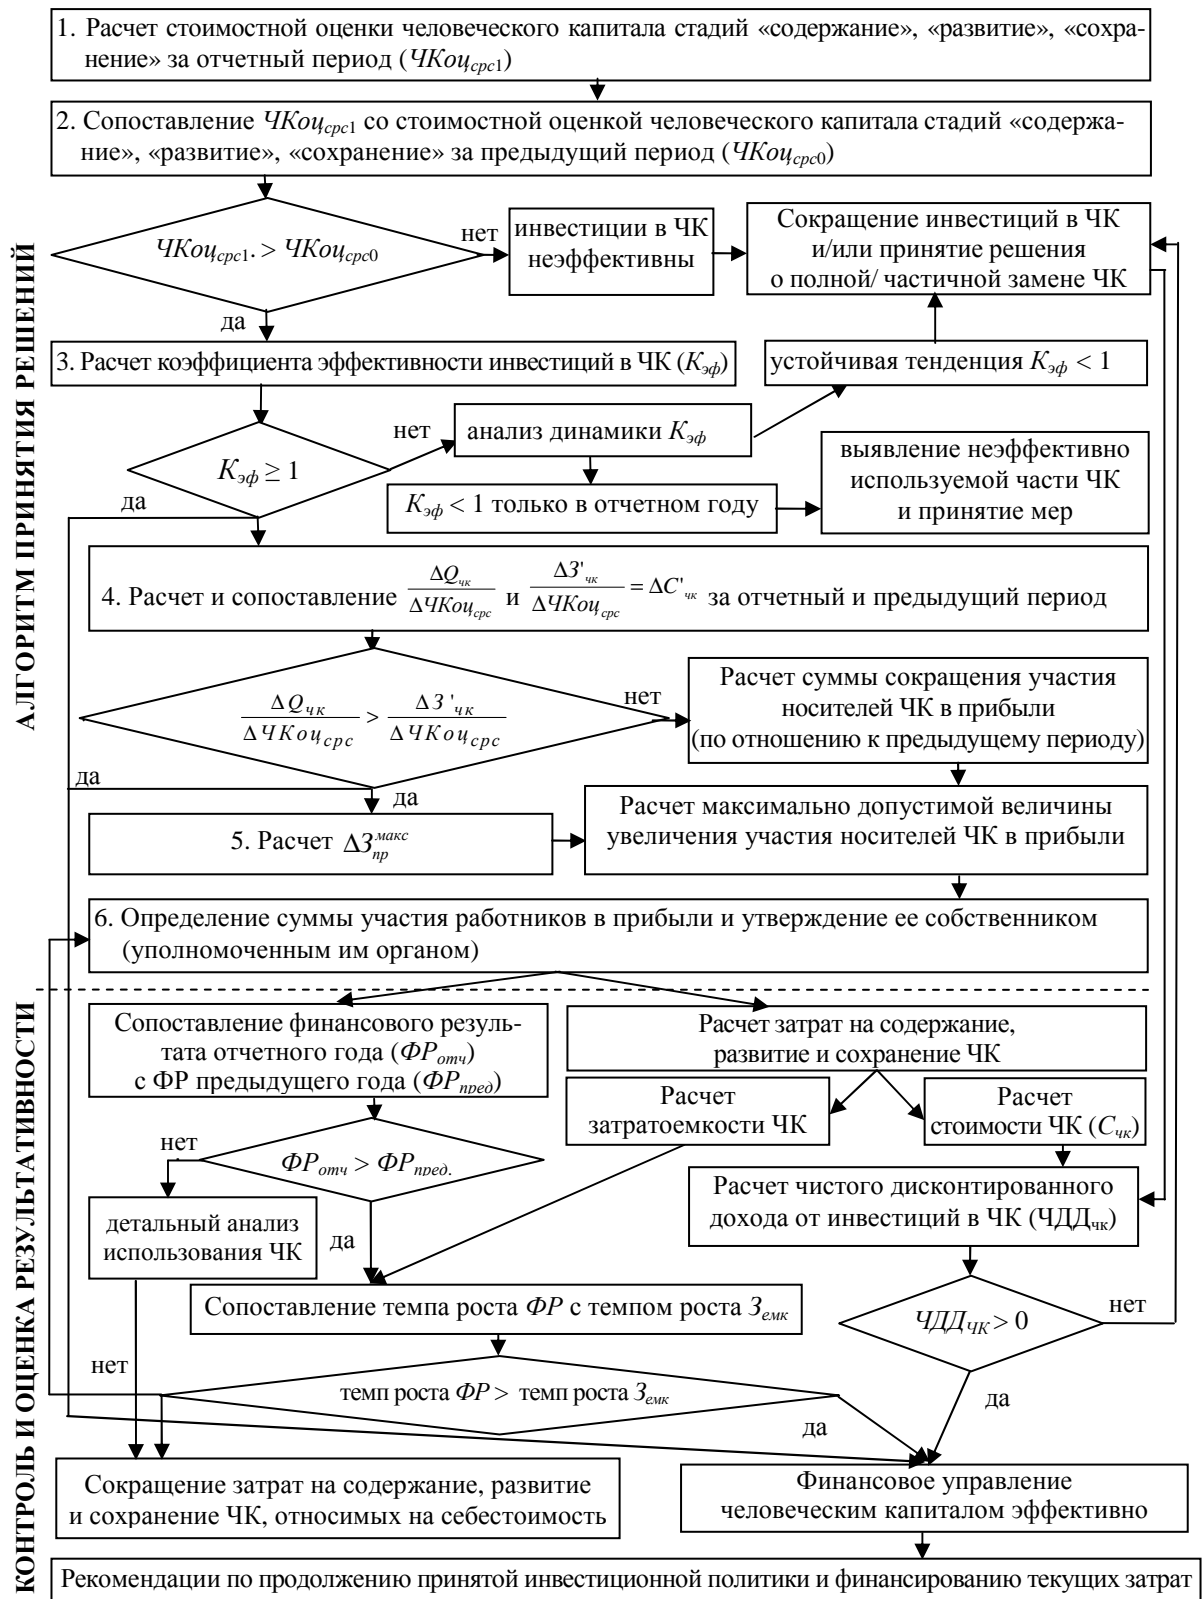 1. Расчет стоимостной оценки человеческого капитала стадий «содержание», «развитие», «сохра-
нение» за отчетный период (ЧКоц_срс1)
2. Сопоставление ЧКоц_срс1 со стоимостной оценкой человеческого капитала стадий «содержа-
ние», «развитие», «сохранение» за предыдущий период (ЧКоц_срс0)
АЛГОРИТМ ПРИНЯТИЯ РЕШЕНИЙ
ЧКоц_срс1. > ЧКоц_срс0
нет
инвестиции в ЧК
неэффективны
Сокращение инвестиций в ЧК
и/или принятие решения
о полной/ частичной замене ЧК
да
3. Расчет коэффициента эффективности инвестиций в ЧК (К_эф)
устойчивая тенденция К_эф < 1
К_эф ≥ 1
нет
анализ динамики К_эф
да
К_эф < 1 только в отчетном году
выявление неэффективно
используемой части ЧК
и принятие мер
4. Расчет и сопоставление ΔQ_чк / ΔЧКоц_срс и ΔЗ'_чк / ΔЧКоц_срс = ΔС'_чк за отчетный и предыдущий период
ΔQ_чк / ΔЧКоц_срс > ΔЗ'_чк / ΔЧКоц_срс
нет
Расчет суммы сокращения участия
носителей ЧК в прибыли
(по отношению к предыдущему периоду)
да
да
5. Расчет ΔЗ_пр^макс
Расчет максимально допустимой величины
увеличения участия носителей ЧК в прибыли
6. Определение суммы участия работников в прибыли и утверждение ее собственником
(уполномоченным им органом)
КОНТРОЛЬ И ОЦЕНКА РЕЗУЛЬТАТИВНОСТИ
Сопоставление финансового резуль-
тата отчетного года (ФР_отч)
с ФР предыдущего года (ФР_пред)
Расчет затрат на содержание,
развитие и сохранение ЧК
Расчет
затратоемкости ЧК
Расчет
стоимости ЧК (С_чк)
нет
ФР_отч > ФР_пред.
Расчет чистого дисконтированного
дохода от инвестиций в ЧК (ЧДД_чк)
детальный анализ
использования ЧК
да
Сопоставление темпа роста ФР с темпом роста З_емк
ЧДД_ЧК > 0
нет
нет
темп роста ФР > темп роста З_емк
да
да
Сокращение затрат на содержание, развитие
и сохранение ЧК, относимых на себестоимость
Финансовое управление
человеческим капиталом эффективно
Рекомендации по продолжению принятой инвестиционной политики и финансированию текущих затрат